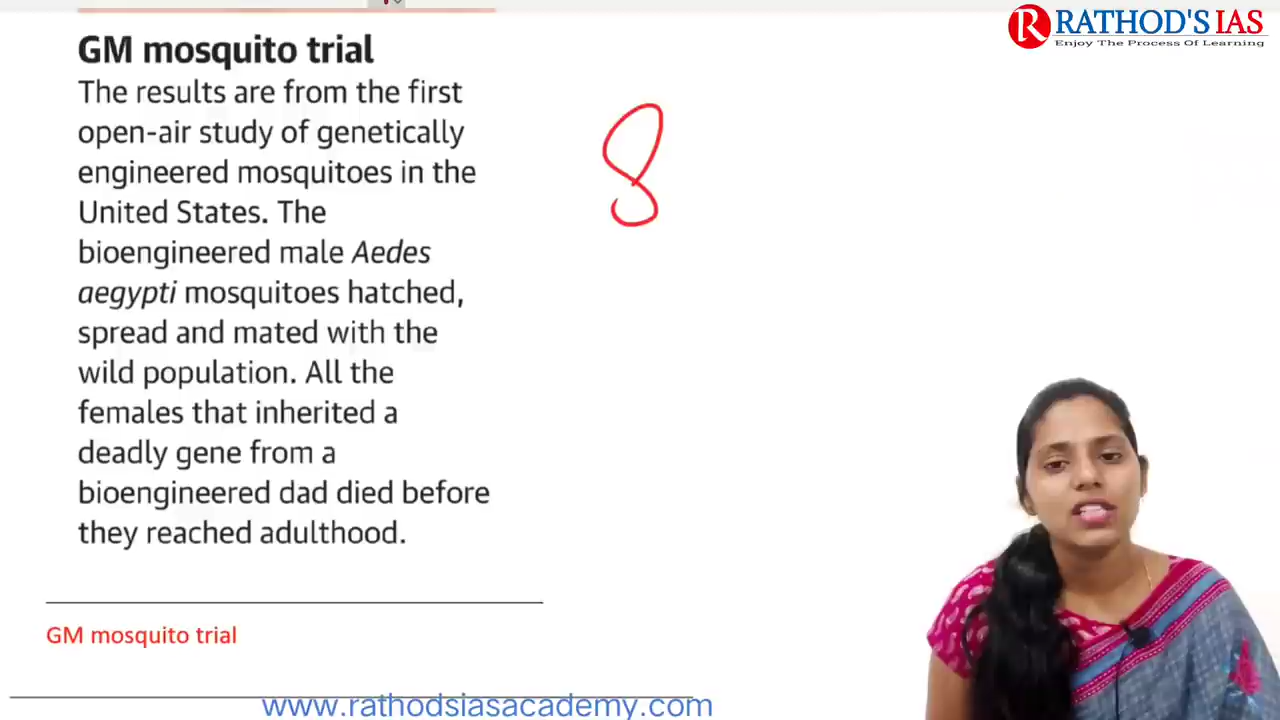 RATHOD'S IAS
Enjoy The Process Of Learning
GM mosquito trial
The results are from the first
open-air study of genetically
engineered mosquitoes in the
United States. The
bioengineered male Aedes
aegypti mosquitoes hatched,
spread and mated with the
wild population. All the
females that inherited a
deadly gene from a
bioengineered dad died before
they reached adulthood.
8
GM mosquito trial
www.rathodsiasacademy.com